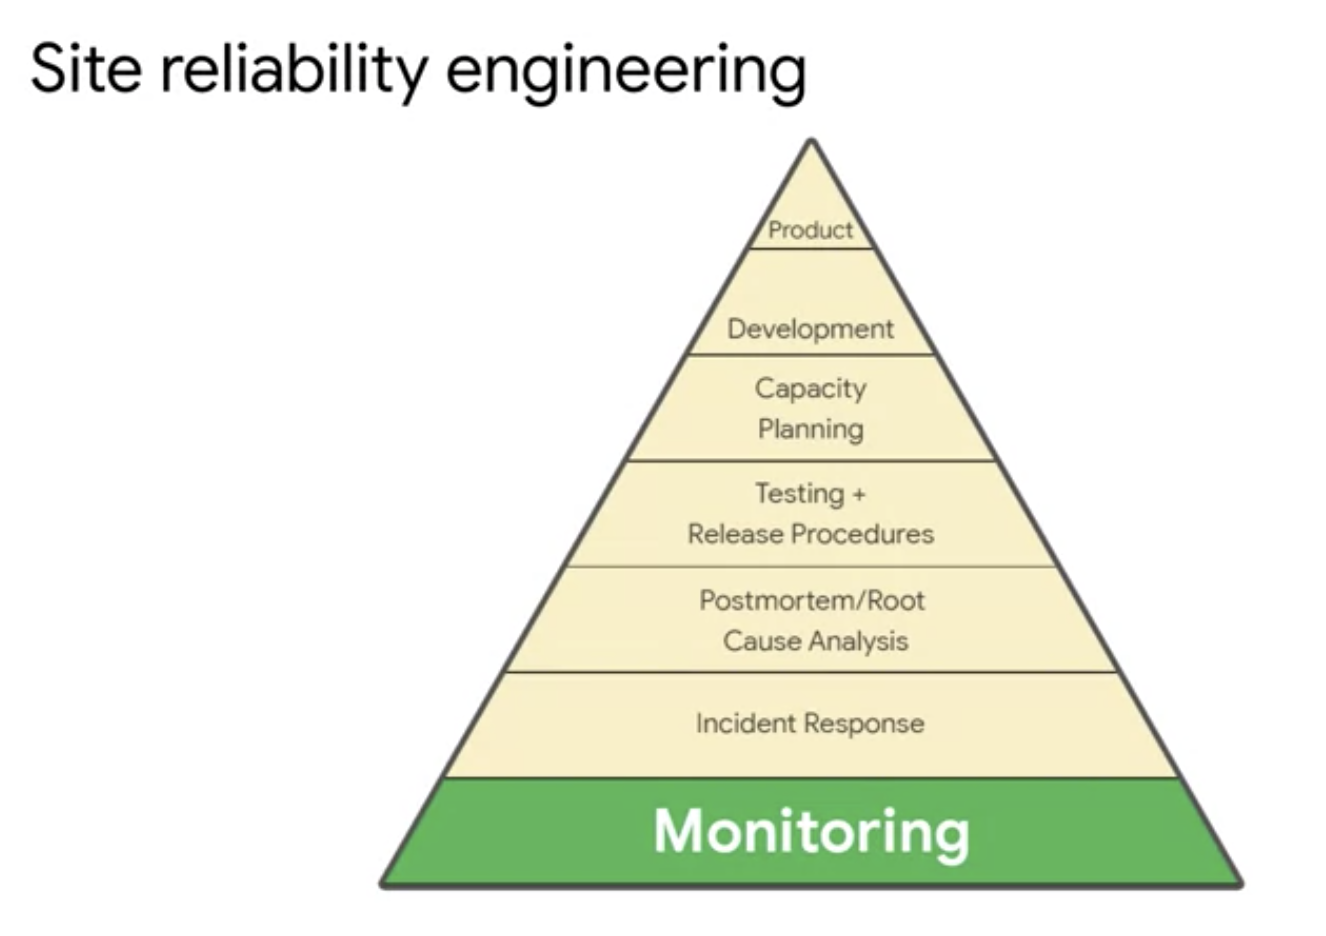 Site reliability engineering
Product
Development
Capacity
Planning
Testing +
Release Procedures
Postmortem/Root
Cause Analysis
Incident Response
Monitoring